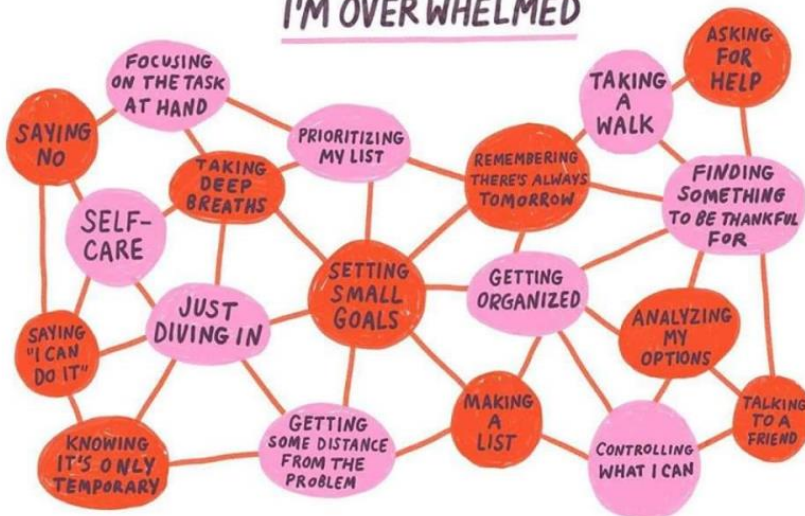 I'M OVERWHELMED
FOCUSING
ON THE TASK
AT HAND
ASKING
FOR
HELP
TAKING
A
WALK
SAYING
NO
PRIORITIZING
MY LIST
REMEMBERING
THERE'S ALWAYS
TOMORROW
TAKING
DEEP
BREATHS
FINDING
SOMETHING
TO BE THANKFUL
FOR
SELF-
CARE
SETTING
SMALL
GOALS
GETTING
ORGANIZED
JUST
DIVING IN
ANALYZING
MY
OPTIONS
SAYING
"I CAN
DO IT"
MAKING
A
LIST
TALKING
TO A
FRIEND
GETTING
SOME DISTANCE
FROM THE
PROBLEM
KNOWING
IT'S ONLY
TEMPORARY
CONTROLLING
WHAT I CAN